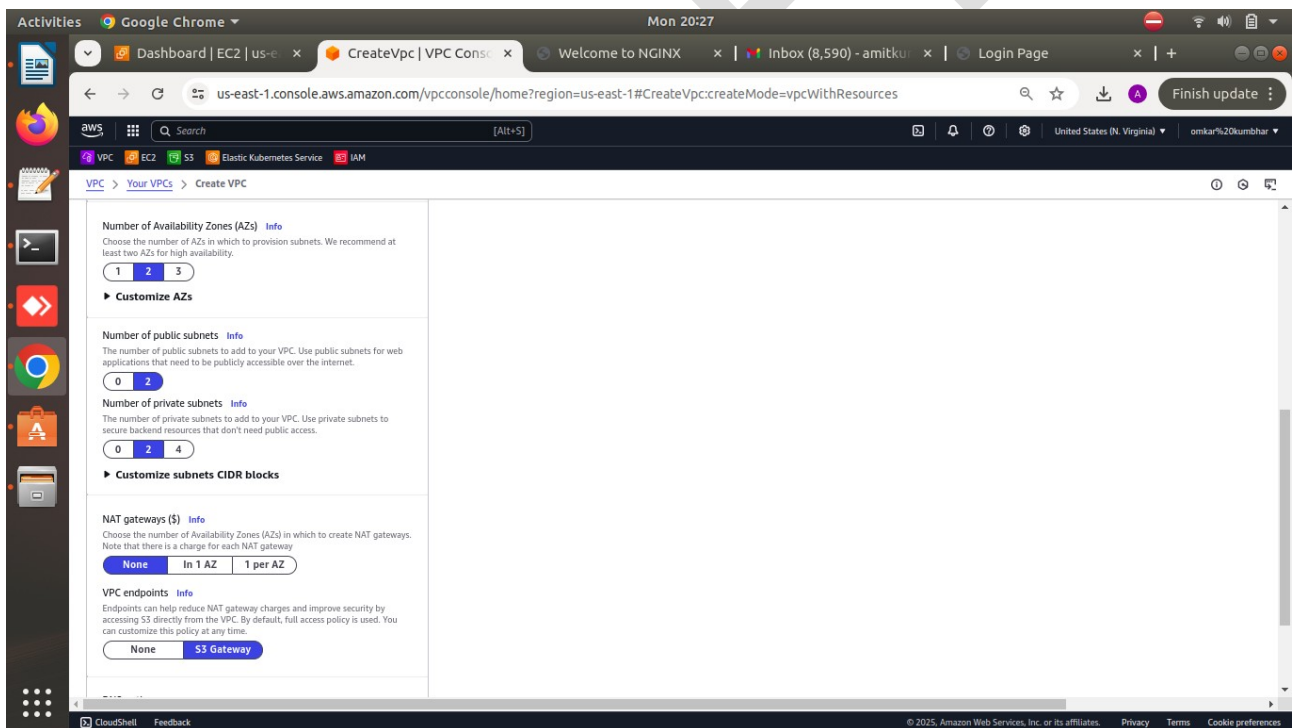 Activities Google Chrome Mon 20:27
Dashboard | EC2 | us-e CreateVpc | VPC Conso Welcome to NGINX Inbox (8,590) - amitkur Login Page
us-east-1.console.aws.amazon.com/vpcconsole/home?region=us-east-1#CreateVpc:createMode=vpcWithResources A Finish update
aws Search [Alt+S] United States (N. Virginia) omkar%20kumbhar
VPC EC2 S3 Elastic Kubernetes Service IAM
VPC > Your VPCs > Create VPC
Number of Availability Zones (AZs) Info
Choose the number of AZs in which to provision subnets. We recommend at
least two AZs for high availability.
1 2 3
Customize AZs
Number of public subnets Info
The number of public subnets to add to your VPC. Use public subnets for web
applications that need to be publicly accessible over the internet.
0 2
Number of private subnets Info
The number of private subnets to add to your VPC. Use private subnets to
secure backend resources that don't need public access.
0 2 4
Customize subnets CIDR blocks
NAT gateways ($) Info
Choose the number of Availability Zones (AZs) in which to create NAT gateways.
Note that there is a charge for each NAT gateway
None In 1 AZ 1 per AZ
VPC endpoints Info
Endpoints can help reduce NAT gateway charges and improve security by
accessing S3 directly from the VPC. By default, full access policy is used. You
can customize this policy at any time.
None S3 Gateway
CloudShell Feedback © 2025, Amazon Web Services, Inc. or its affiliates. Privacy Terms Cookie preferences